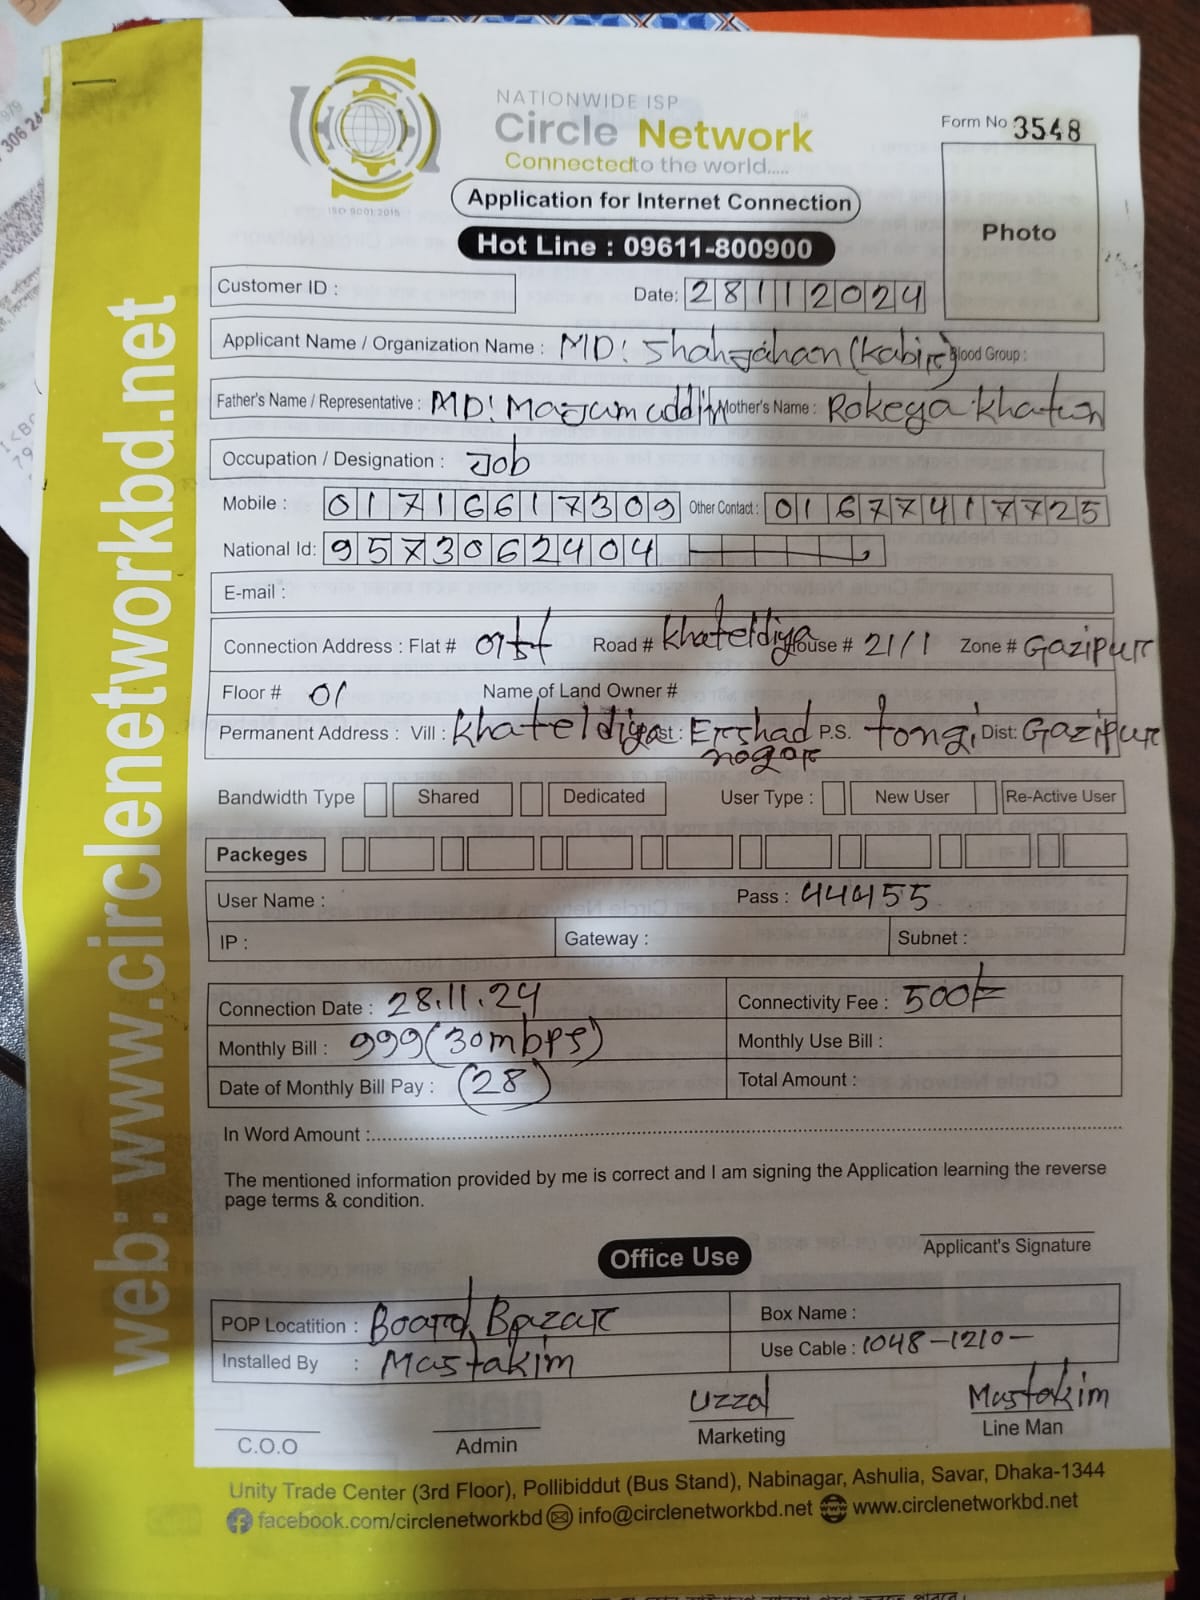 NATIONWIDE ISP
Circle Network
Connected to the world.....
ISO 9001:2015
Form No 3548
Application for Internet Connection
Hot Line : 09611-800900
Photo
Customer ID :
Date: 28112024
Applicant Name / Organization Name : MD: Shahjahan (Kabir) Blood Group :
Father's Name / Representative : MD: Mozumuddin Mother's Name : Rokeya khatun
Occupation / Designation : Job
Mobile : 01716617309 Other Contact : 01677417725
National Id: 9573062404
E-mail :
Connection Address : Flat # Road # khateldiya House # 21/1 Zone # Gazipur
Floor # 01 Name of Land Owner #
Permanent Address : Vill : khateldiya Post : Ershad nogor P.S. tongi Dist: Gazipur
Bandwidth Type Shared Dedicated User Type : New User Re-Active User
Packeges
User Name : Pass : 44455
IP : Gateway : Subnet :
Connection Date : 28.11.24 Connectivity Fee : 500/=
Monthly Bill : 999 (30mbps) Monthly Use Bill :
Date of Monthly Bill Pay : (28) Total Amount :
In Word Amount :
The mentioned information provided by me is correct and I am signing the Application learning the reverse
page terms & condition.
Applicant's Signature
Office Use
POP Locatition : Board Bazar Box Name :
Installed By : Mastakim Use Cable : 1048-1210-
Uzzal Mastakim
C.O.O Admin Marketing Line Man
Unity Trade Center (3rd Floor), Pollibiddut (Bus Stand), Nabinagar, Ashulia, Savar, Dhaka-1344
facebook.com/circlenetworkbd info@circlenetworkbd.net www.circlenetworkbd.net
web: www.circlenetworkbd.net